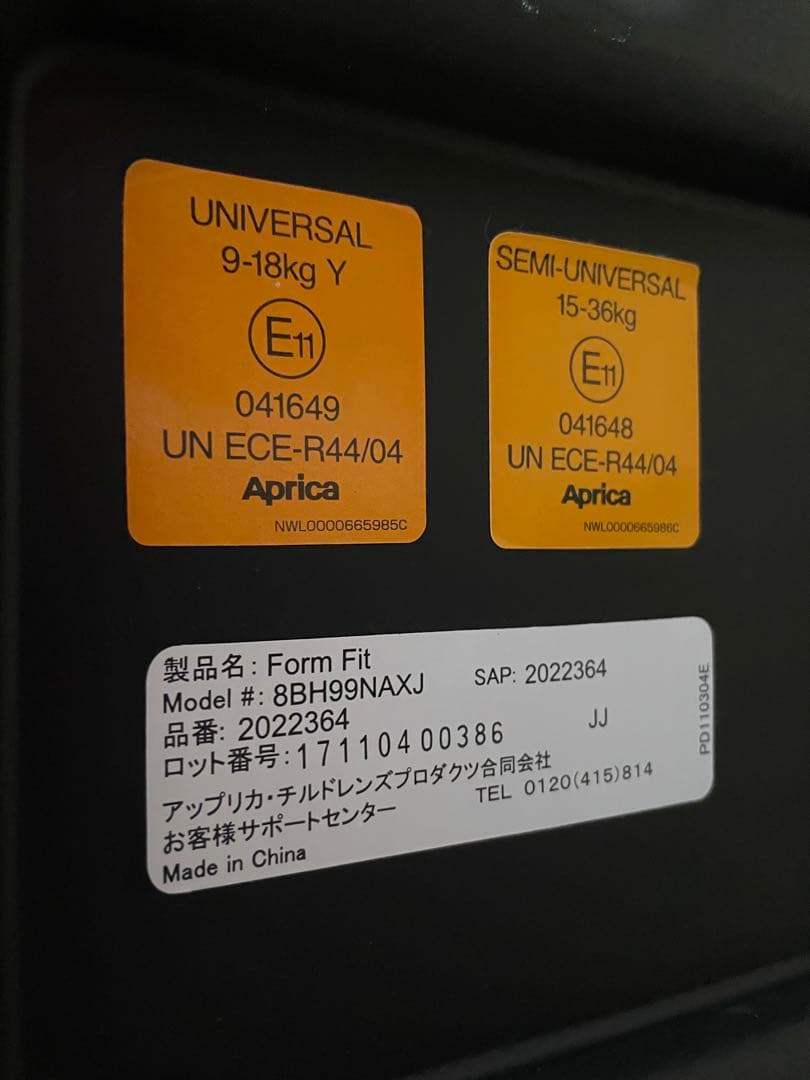 UNIVERSAL
9-18kg Y
E11
041649
UN ECE-R44/04
Aprica
NWL0000665985C
SEMI-UNIVERSAL
15-36kg
E11
041648
UN ECE-R44/04
Aprica
NWL0000665986C
製品名: Form Fit
Model #: 8BH99NAXJ SAP: 2022364
品番: 2022364
ロット番号: 17110400386 JJ
アップリカ・チルドレンズプロダクツ合同会社
お客様サポートセンター TEL 0120(415)814
Made in China
PD110304E